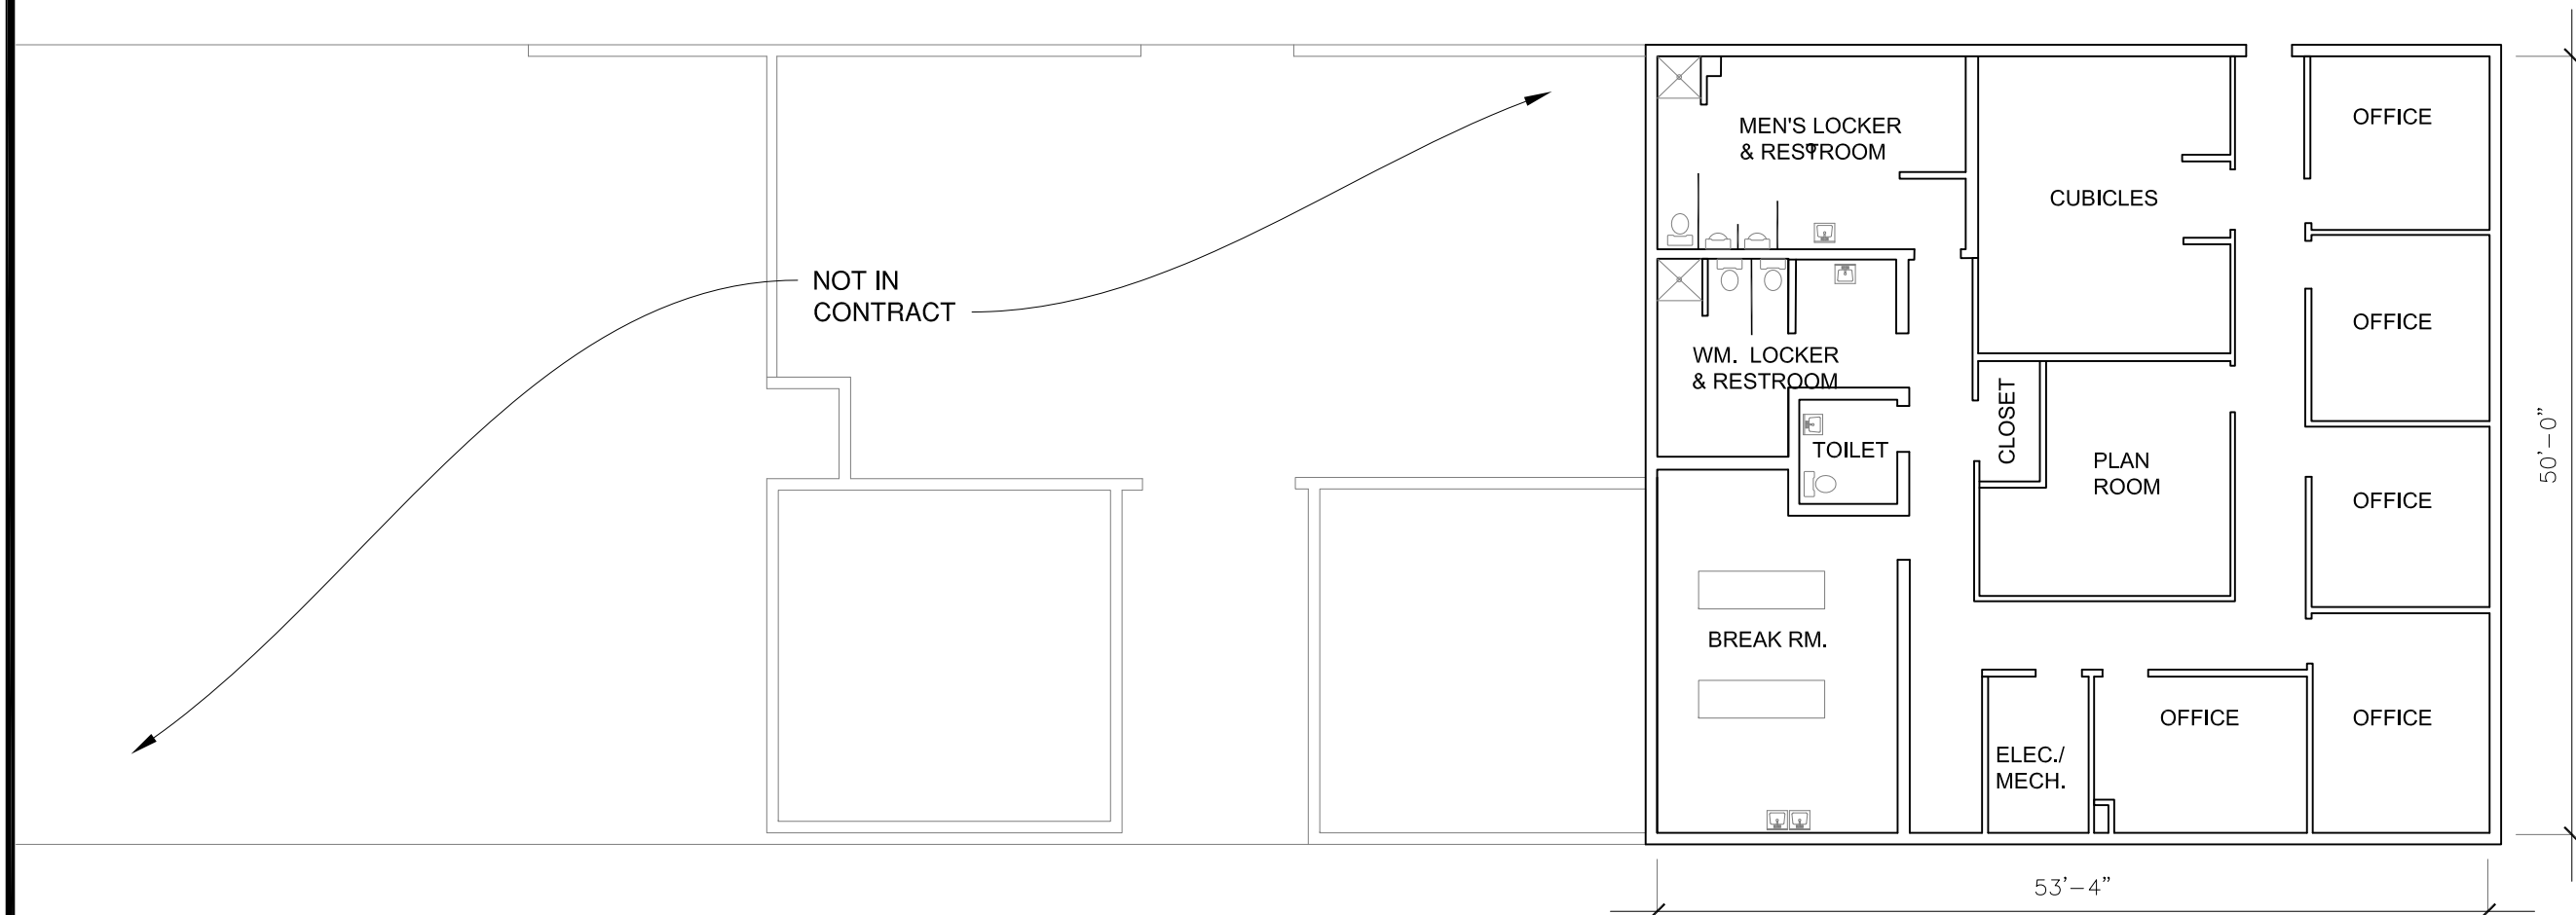 NOT IN
CONTRACT
MEN'S LOCKER
& RESTROOM
CUBICLES
OFFICE
OFFICE
WM. LOCKER
& RESTROOM
TOILET
CLOSET
PLAN
ROOM
OFFICE
50'-0"
BREAK RM.
ELEC./
MECH.
OFFICE
OFFICE
53'-4"